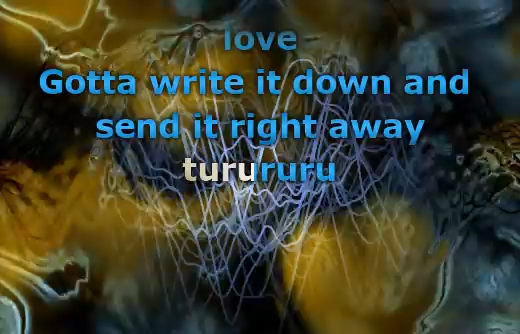 love
Gotta write it down and
send it right away
turururu